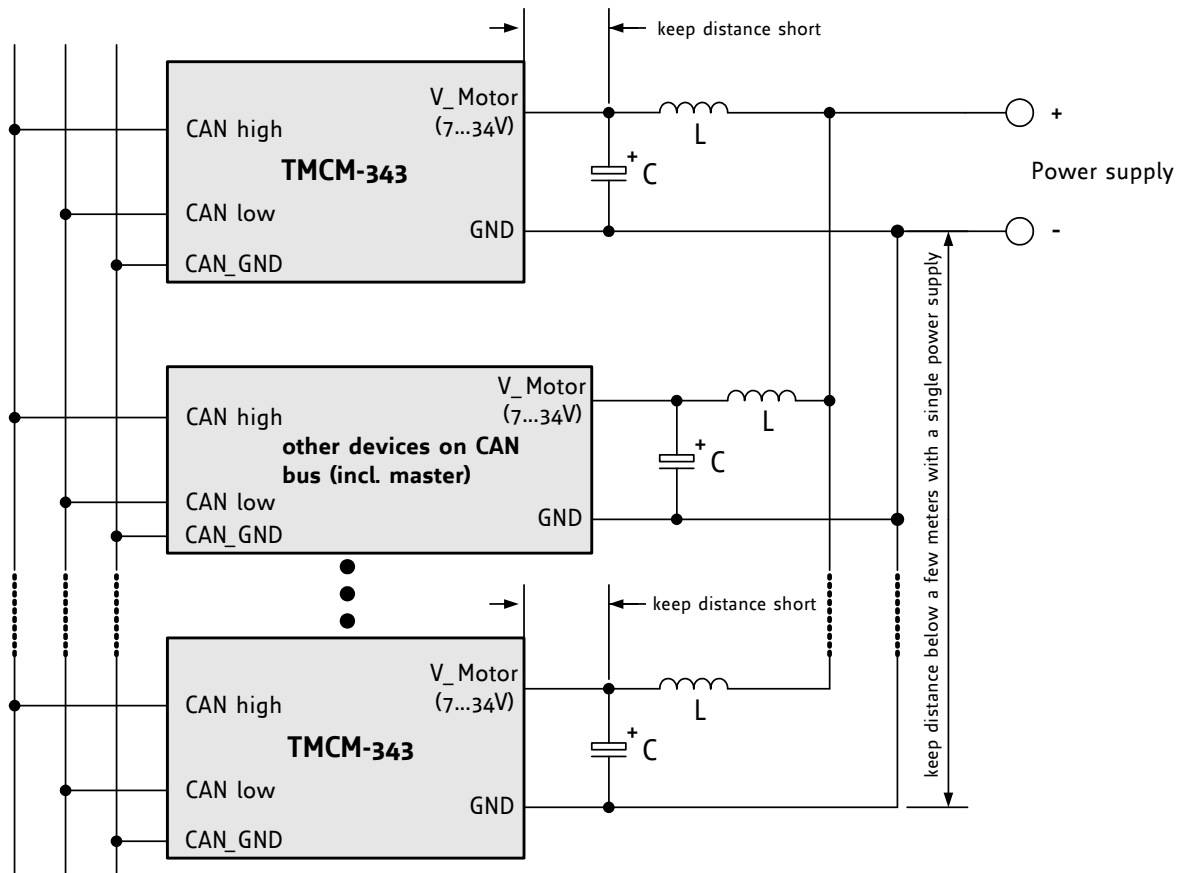 keep distance short
V_Motor
(7...34V)
CAN high
TMCM-343
CAN low
GND
CAN_GND
+
C
L
+
Power supply
-
V_Motor
(7...34V)
CAN high
other devices on CAN
bus (incl. master)
CAN low
GND
CAN_GND
+
C
L
keep distance below a few meters with a single power supply
keep distance short
V_Motor
(7...34V)
CAN high
TMCM-343
CAN low
GND
CAN_GND
+
C
L